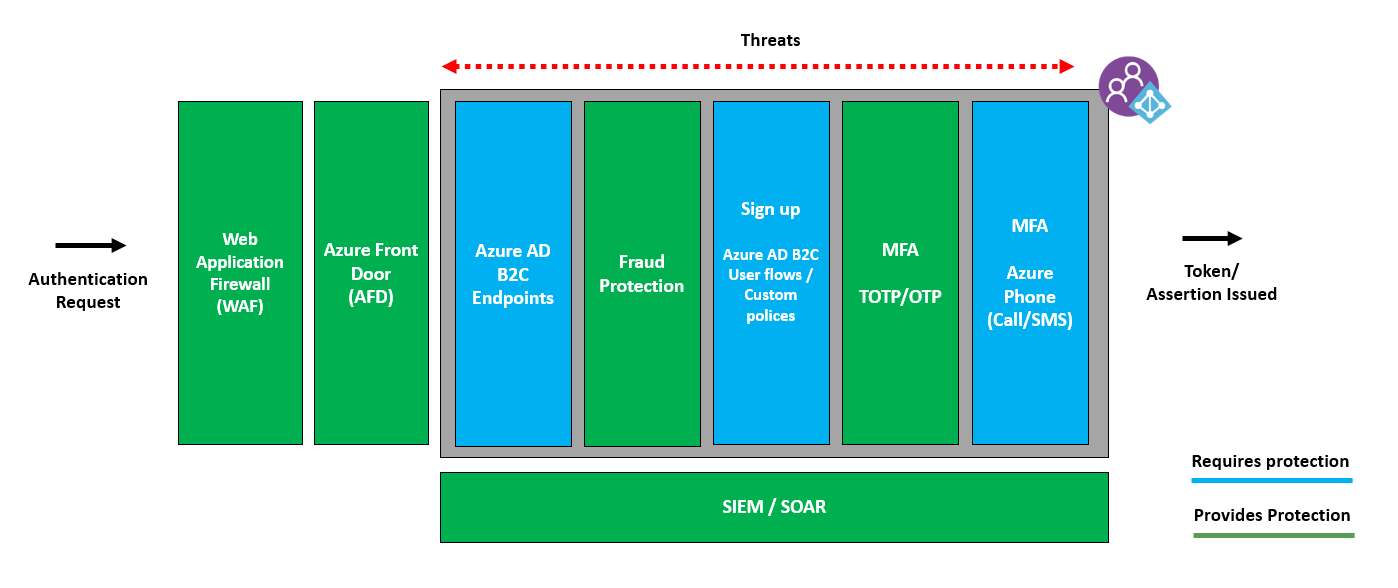 Threats
Authentication
Request
Web
Application
Firewall
(WAF)
Azure Front
Door
(AFD)
Azure AD
B2C
Endpoints
Fraud
Protection
Sign up
Azure AD B2C
User flows /
Custom
polices
MFA
TOTP/OTP
MFA
Azure
Phone
(Call/SMS)
Token/
Assertion Issued
SIEM / SOAR
Requires protection
Provides Protection